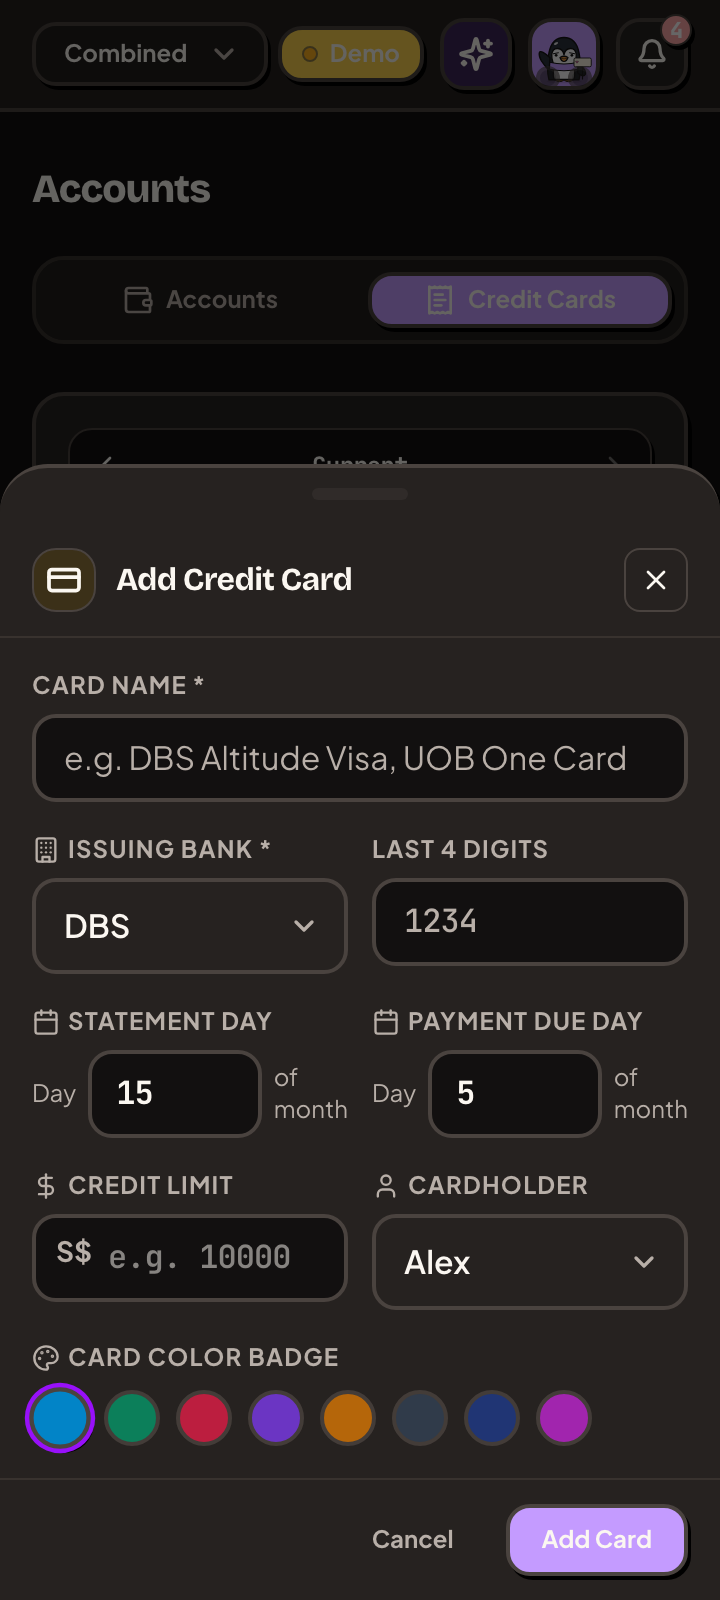 Combined
Demo
4
Accounts
Accounts
Credit Cards
Add Credit Card
CARD NAME *
e.g. DBS Altitude Visa, UOB One Card
ISSUING BANK *
LAST 4 DIGITS
DBS
1234
STATEMENT DAY
PAYMENT DUE DAY
Day 15 of month
Day 5 of month
CREDIT LIMIT
CARDHOLDER
S$ e.g. 10000
Alex
CARD COLOR BADGE
Cancel
Add Card